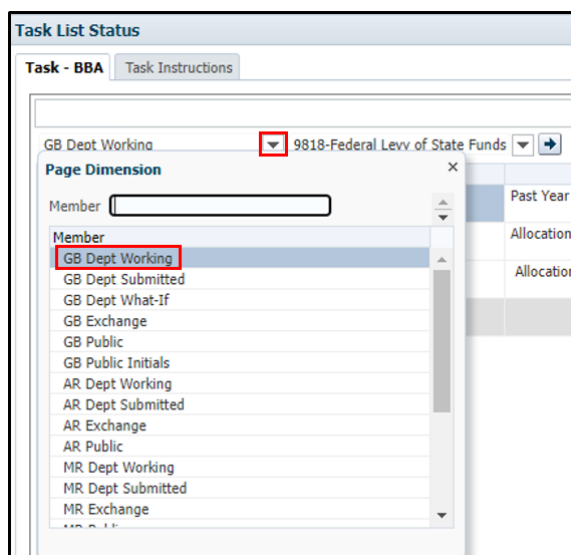 Task List Status
Task - BBA Task Instructions
GB Dept Working 9818-Federal Levy of State Funds
Page Dimension
Past Year
Member
Allocation
Member
GB Dept Working
Allocation
GB Dept Submitted
GB Dept What-If
GB Exchange
GB Public
GB Public Initials
AR Dept Working
AR Dept Submitted
AR Exchange
AR Public
MR Dept Working
MR Dept Submitted
MR Exchange